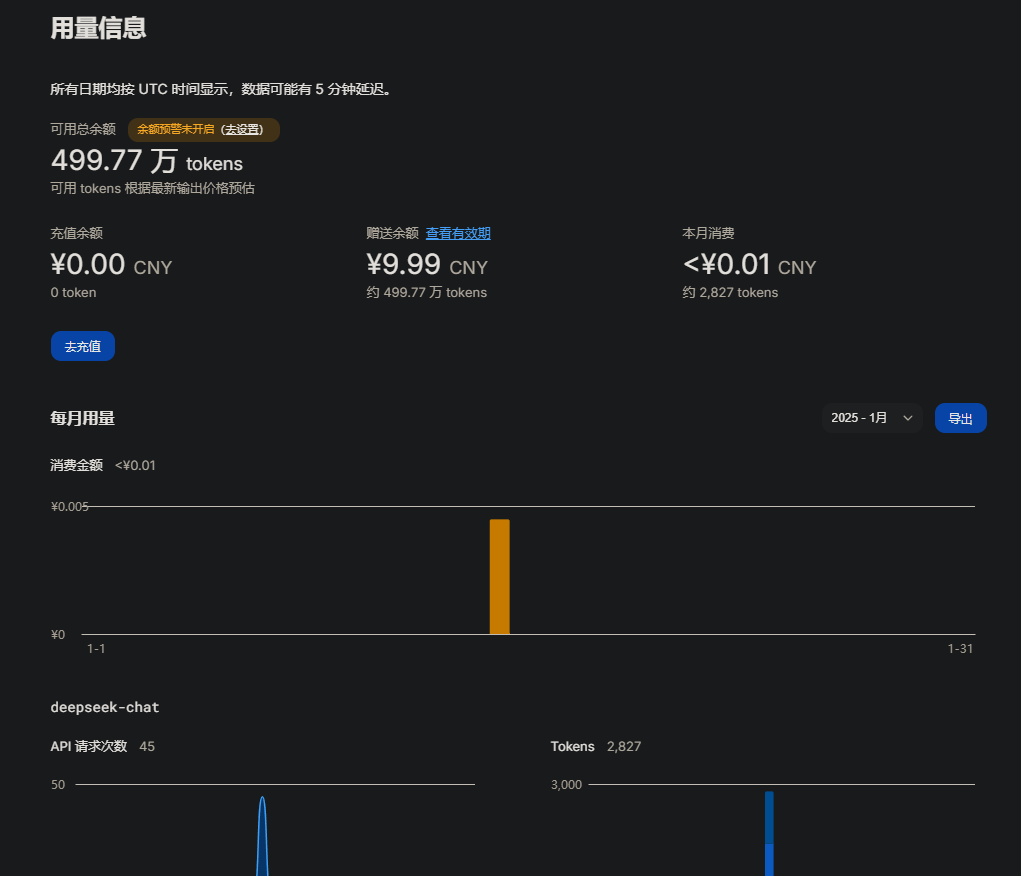 用量信息
所有日期均按 UTC 时间显示，数据可能有 5 分钟延迟。
可用总余额 余额预警未开启（去设置）
499.77 万 tokens
可用 tokens 根据最新输出价格预估
充值余额 赠送余额 查看有效期 本月消费
¥0.00 CNY ¥9.99 CNY <¥0.01 CNY
0 token 约 499.77 万 tokens 约 2,827 tokens
去充值
每月用量 2025 - 1月 导出
消费金额 <¥0.01
¥0.005
¥0
1-1 1-31
deepseek-chat
API 请求次数 45 Tokens 2,827
50 3,000